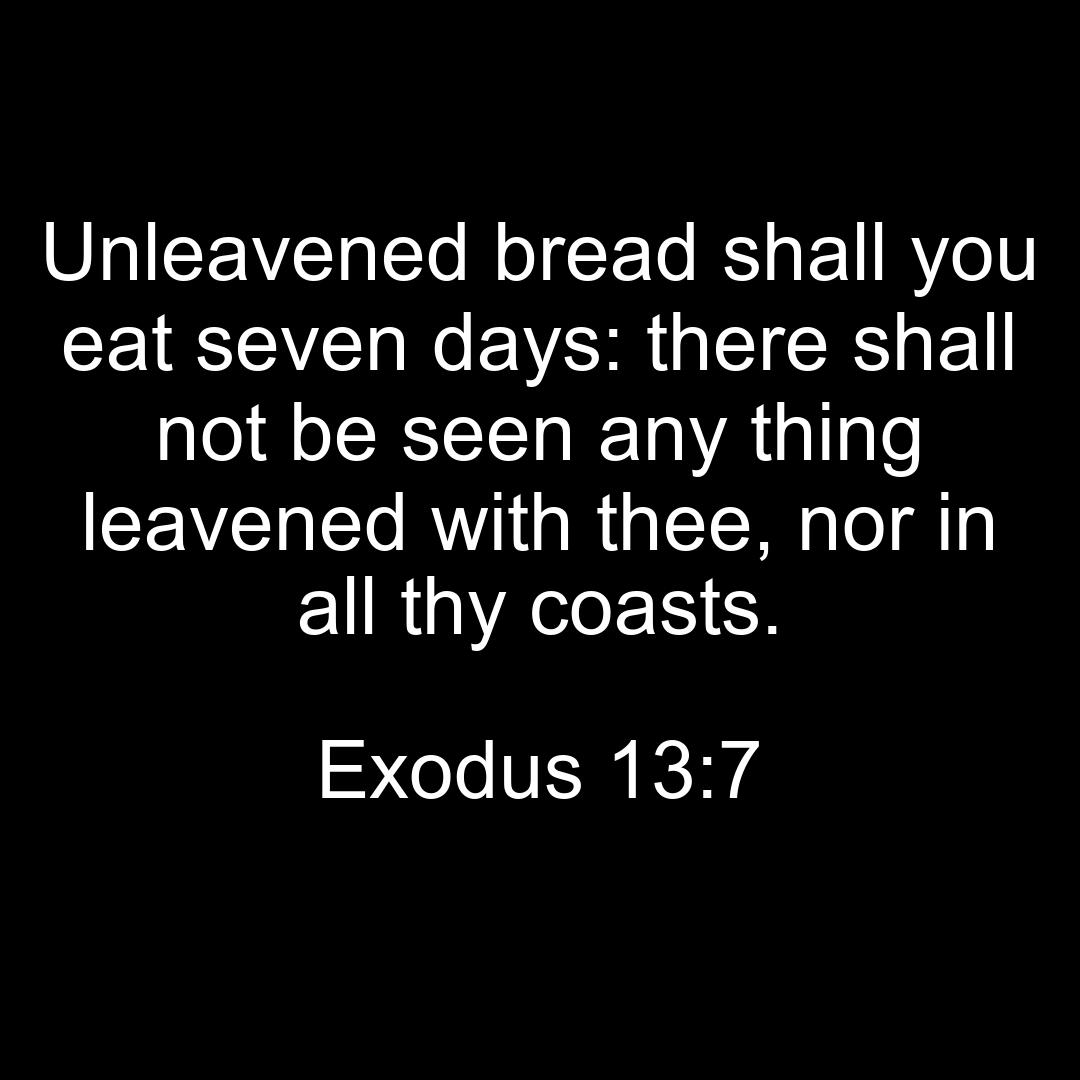 Unleavened bread shall you
eat seven days: there shall
not be seen any thing
leavened with thee, nor in
all thy coasts.
Exodus 13:7